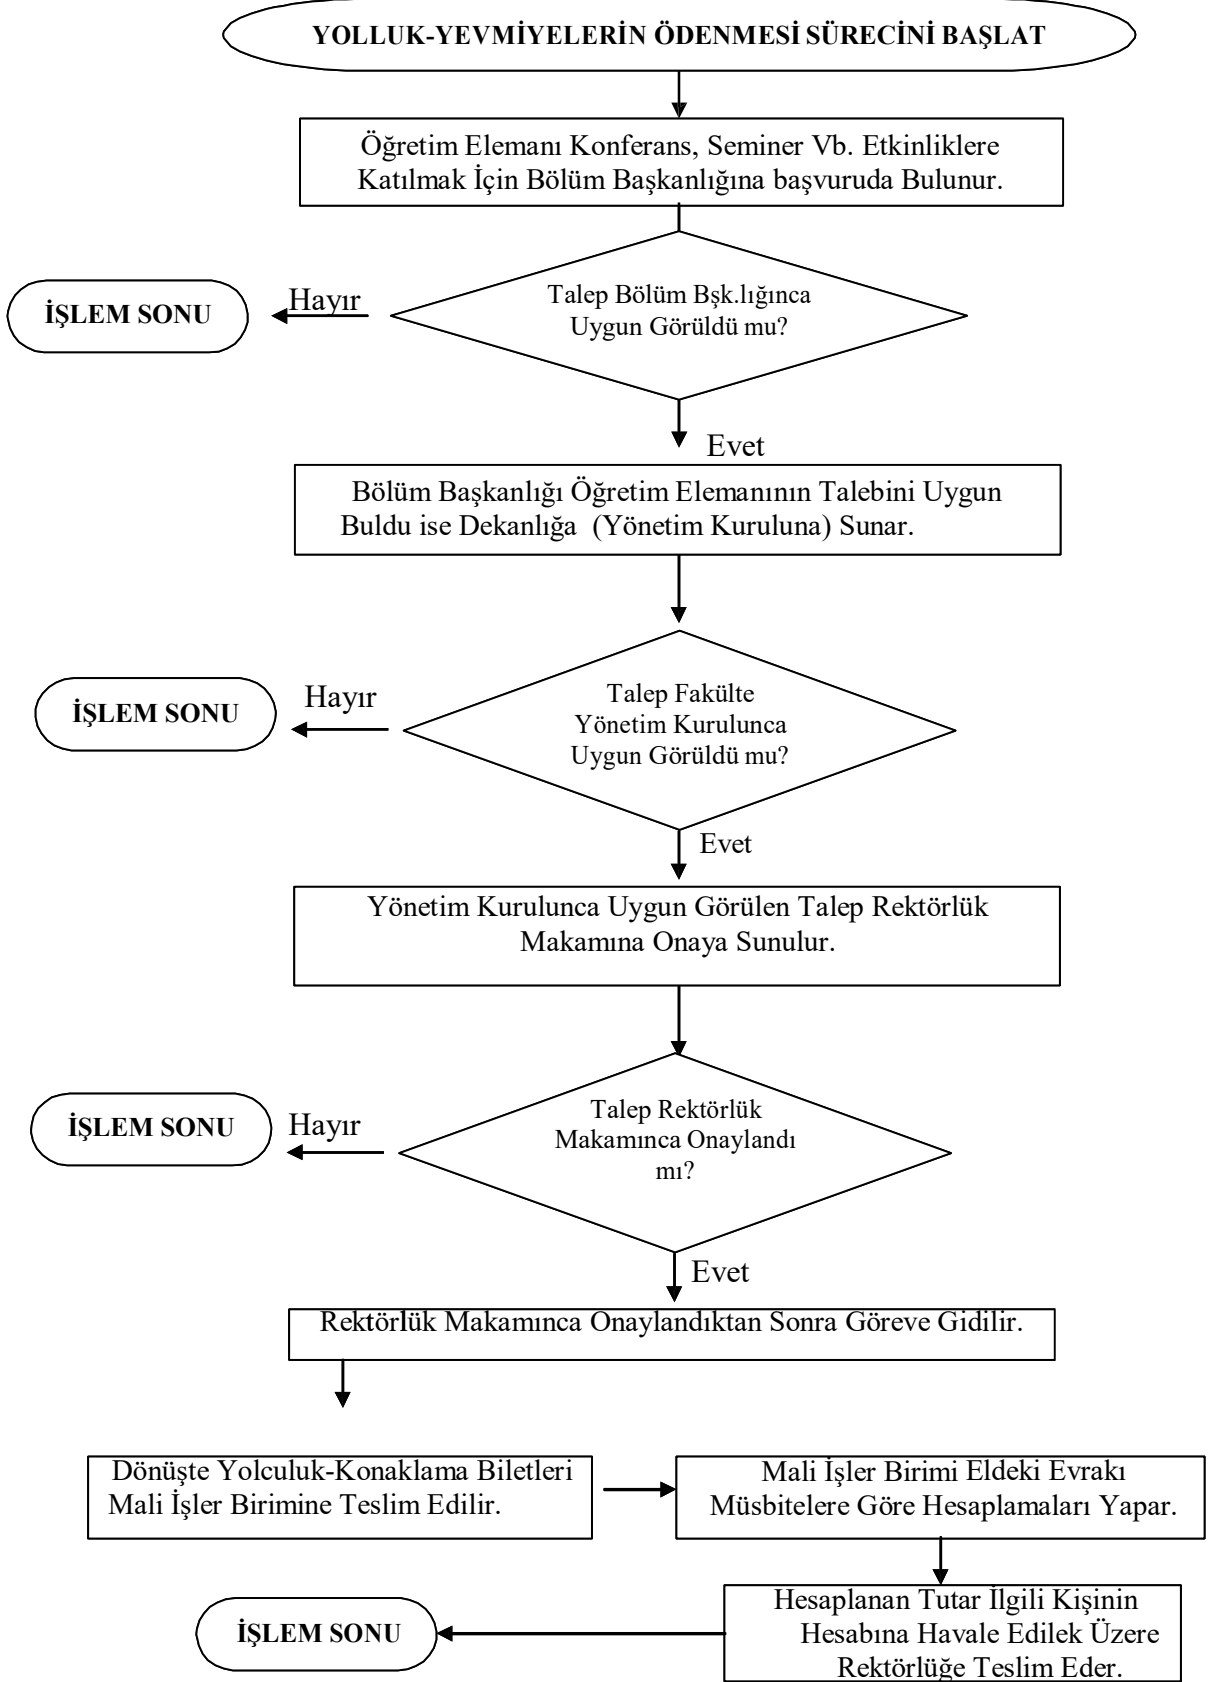 YOLLUK-YEVMİYELERİN ÖDENMESİ SÜRECİNİ BAŞLAT
Öğretim Elemanı Konferans, Seminer Vb. Etkinliklere
Katılmak İçin Bölüm Başkanlığına başvuruda Bulunur.
Talep Bölüm Bşk.lığınca
Uygun Görüldü mu?
Hayır
İŞLEM SONU
Evet
Bölüm Başkanlığı Öğretim Elemanının Talebini Uygun
Buldu ise Dekanlığa (Yönetim Kuruluna) Sunar.
Talep Fakülte
Yönetim Kurulunca
Uygun Görüldü mu?
Hayır
İŞLEM SONU
Evet
Yönetim Kurulunca Uygun Görülen Talep Rektörlük
Makamına Onaya Sunulur.
Talep Rektörlük
Makamınca Onaylandı
mı?
Hayır
İŞLEM SONU
Evet
Rektörlük Makamınca Onaylandıktan Sonra Göreve Gidilir.
Dönüşte Yolculuk-Konaklama Biletleri
Mali İşler Birimine Teslim Edilir.
Mali İşler Birimi Eldeki Evrakı
Müsbitelere Göre Hesaplamaları Yapar.
Hesaplanan Tutar İlgili Kişinin
Hesabına Havale Edilek Üzere
Rektörlüğe Teslim Eder.
İŞLEM SONU